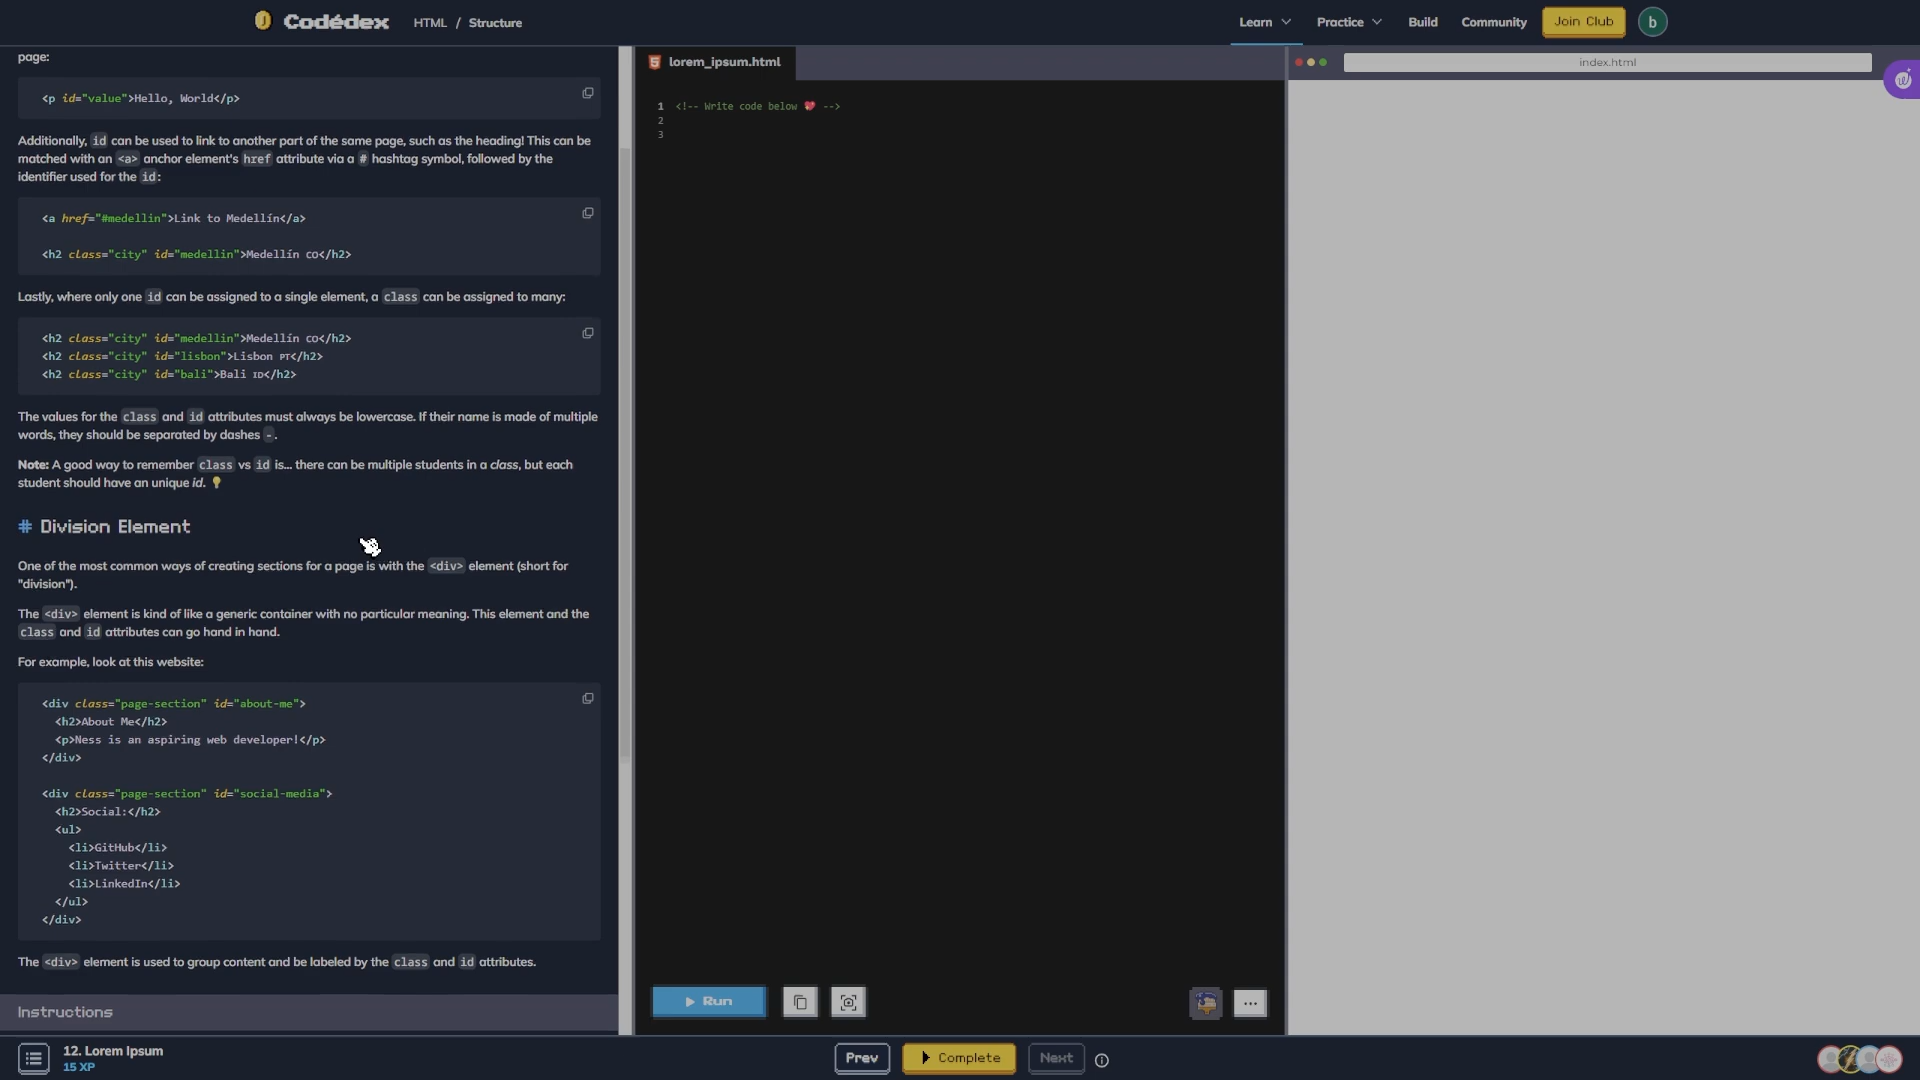 Codédex
HTML / Structure
Learn
Practice
Build
Community
Join Club
b
page:
<p id="value">Hello, World</p>
Additionally, id can be used to link to another part of the same page, such as the heading! This can be
matched with an <a> anchor element's href attribute via a # hashtag symbol, followed by the
identifier used for the id:
<a href="#medellin">Link to Medellín</a>
<h2 class="city" id="medellin">Medellín CO</h2>
Lastly, where only one id can be assigned to a single element, a class can be assigned to many:
<h2 class="city" id="medellin">Medellín CO</h2>
<h2 class="city" id="lisbon">Lisbon PT</h2>
<h2 class="city" id="bali">Bali ID</h2>
The values for the class and id attributes must always be lowercase. If their name is made of multiple
words, they should be separated by dashes -.
Note: A good way to remember class vs id is... there can be multiple students in a class, but each
student should have an unique id. 💡
# Division Element
One of the most common ways of creating sections for a page is with the <div> element (short for
"division").
The <div> element is kind of like a generic container with no particular meaning. This element and the
class and id attributes can go hand in hand.
For example, look at this website:
<div class="page-section" id="about-me">
<h2>About Me</h2>
<p>Ness is an aspiring web developer!</p>
</div>
<div class="page-section" id="social-media">
<h2>Social:</h2>
<ul>
<li>GitHub</li>
<li>Twitter</li>
<li>LinkedIn</li>
</ul>
</div>
The <div> element is used to group content and be labeled by the class and id attributes.
Instructions
lorem_ipsum.html
1 <!-- Write code below 💖 -->
2
3
Run
index.html
12. Lorem Ipsum
15 XP
Prev
Complete
Next